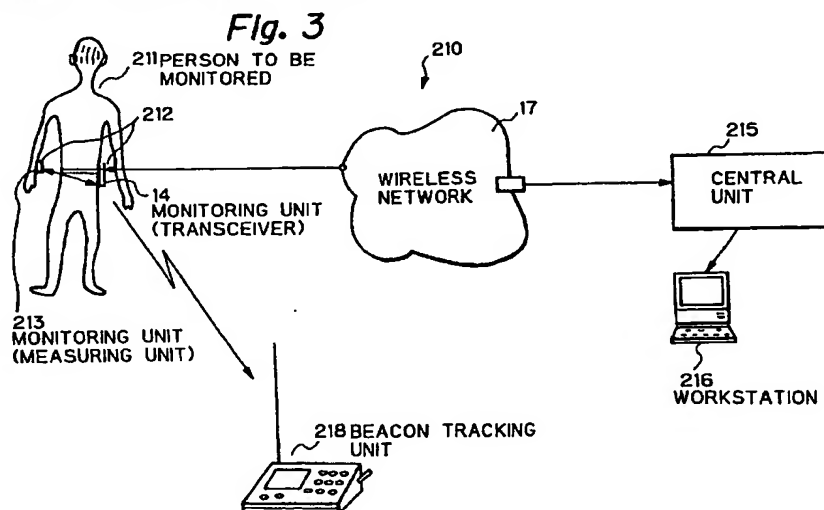 Fig. 3
211 PERSON TO BE
MONITORED
212
210
17
WIRELESS
NETWORK
215
CENTRAL
UNIT
14
MONITORING UNIT
(TRANSCEIVER)
213
MONITORING UNIT
(MEASURING UNIT)
216
WORKSTATION
218 BEACON TRACKING
UNIT